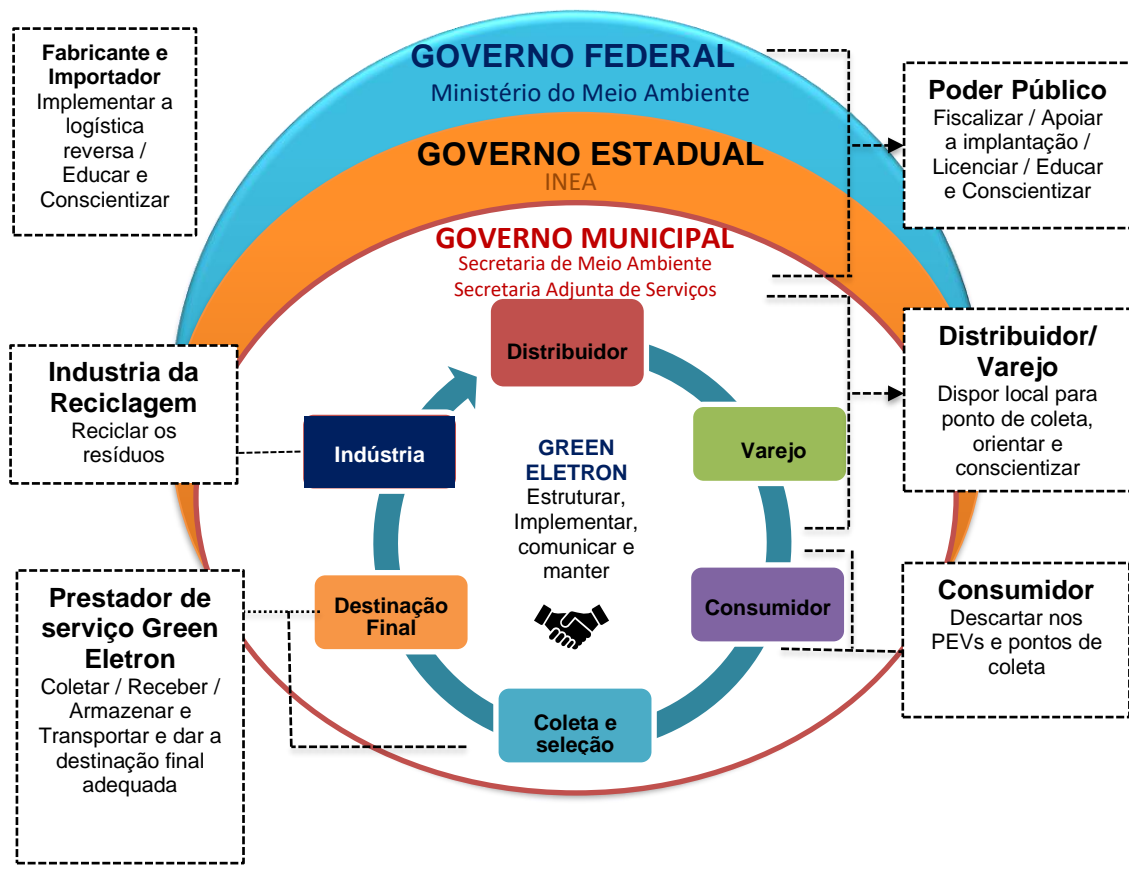 Fabricante e
Importador
Implementar a
logística
reversa /
Educar e
Conscientizar
GOVERNO FEDERAL
Ministério do Meio Ambiente
GOVERNO ESTADUAL
INEA
GOVERNO MUNICIPAL
Secretaria de Meio Ambiente
Secretaria Adjunta de Serviços
Poder Público
Fiscalizar / Apoiar
a implantação /
Licenciar / Educar
e Conscientizar
Distribuidor
Industria da
Reciclagem
Reciclar os
resíduos
Indústria
GREEN
ELETRON
Estruturar,
Implementar,
comunicar e
manter
Varejo
Distribuidor/
Varejo
Dispor local para
ponto de coleta,
orientar e
conscientizar
Prestador de
serviço Green
Eletron
Coletar / Receber /
Armazenar e
Transportar e dar a
destinação final
adequada
Destinação
Final
Consumidor
Consumidor
Descartar nos
PEVs e pontos de
coleta
Coleta e
seleção